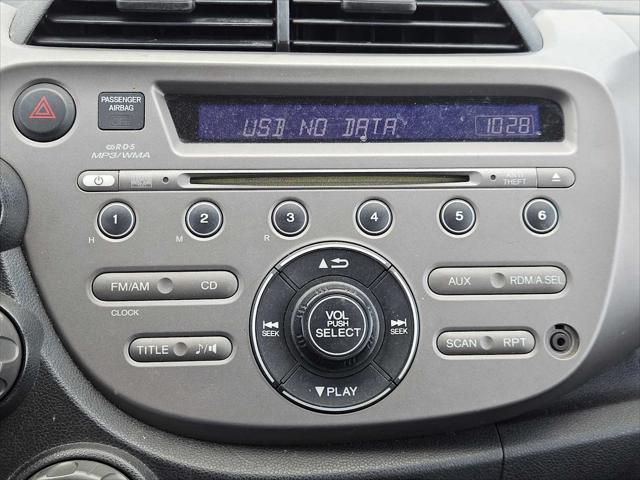 PASSENGER
AIRBAG
USB NO DATA 10:28
R·D·S
MP3/WMA
ANTI
THEFT
1 2 3 4 5 6
H M R
FM/AM CD
AUX RDM/A.SEL
CLOCK
VOL
PUSH
SELECT
SEEK
SEEK
TITLE
SCAN RPT
PLAY